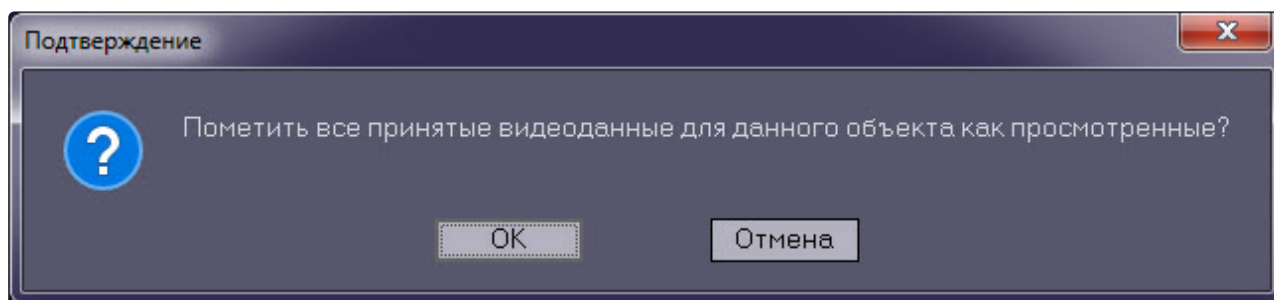 Подтверждение
Пометить все принятые видеоданные для данного объекта как просмотренные?
OK
Отмена